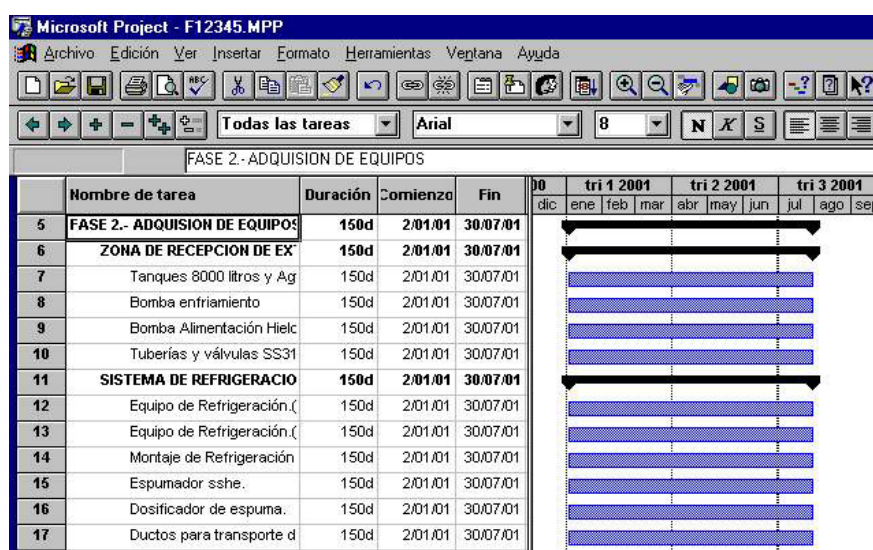 Microsoft Project - F12345.MPP
Archivo Edición Ver Insertar Formato Herramientas Ventana Ayuda
ABC
Todas las tareas Arial 8 N K S
FASE 2.- ADQUISION DE EQUIPOS
00 tri 1 2001 tri 2 2001 tri 3 2001
Nombre de tarea Duración Comienzo Fin dic ene feb mar abr may jun jul ago sep
5 FASE 2.- ADQUISION DE EQUIPOS 150d 2/01/01 30/07/01
6 ZONA DE RECEPCION DE EXT 150d 2/01/01 30/07/01
7 Tanques 8000 litros y Ag 150d 2/01/01 30/07/01
8 Bomba enfriamiento 150d 2/01/01 30/07/01
9 Bomba Alimentación Hielo 150d 2/01/01 30/07/01
10 Tuberías y válvulas SS31 150d 2/01/01 30/07/01
11 SISTEMA DE REFRIGERACIO 150d 2/01/01 30/07/01
12 Equipo de Refrigeración.( 150d 2/01/01 30/07/01
13 Equipo de Refrigeración.( 150d 2/01/01 30/07/01
14 Montaje de Refrigeración 150d 2/01/01 30/07/01
15 Espumador sshe. 150d 2/01/01 30/07/01
16 Dosificador de espuma. 150d 2/01/01 30/07/01
17 Ductos para transporte d 150d 2/01/01 30/07/01